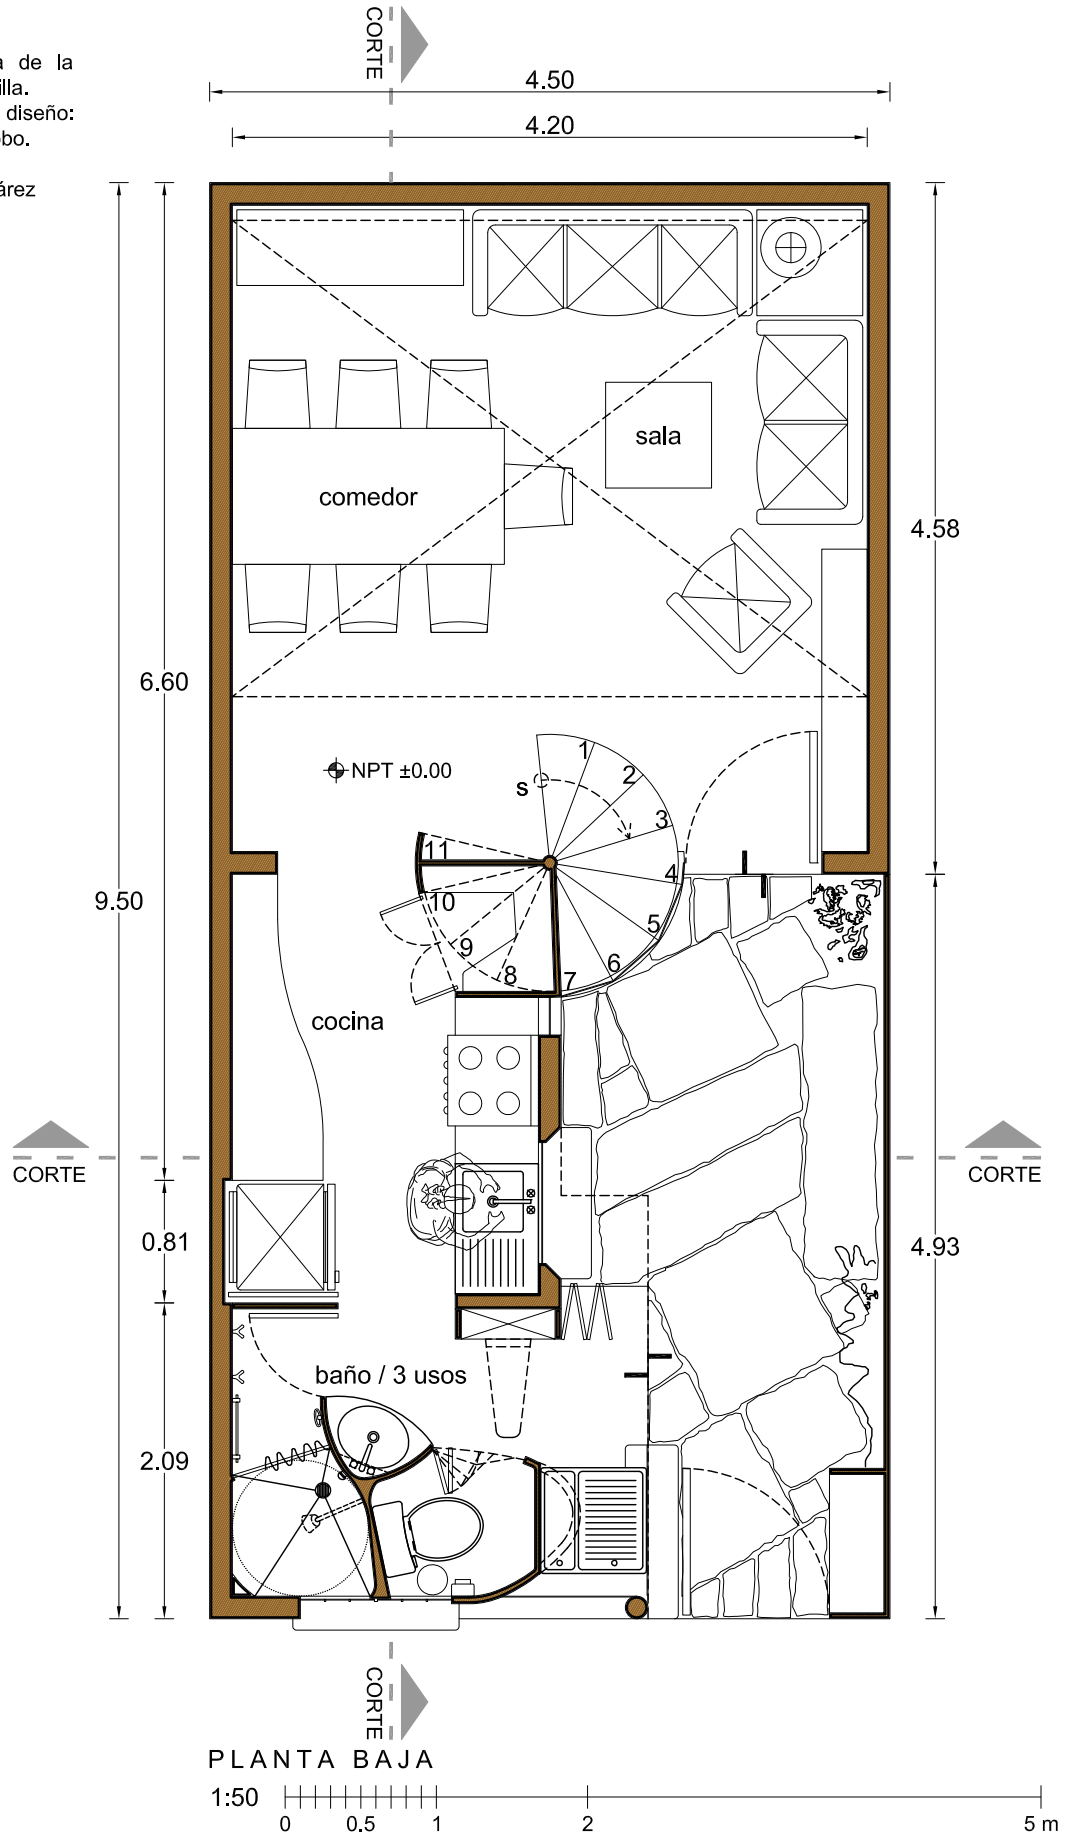 a de la
illa.
diseño:
obo.
árez
CORTE
4.50
4.20
sala
comedor
4.58
6.60
NPT ±0.00
s
1
2
3
4
5
6
7
8
9
10
11
9.50
cocina
CORTE
CORTE
0.81
4.93
baño / 3 usos
2.09
CORTE
PLANTA BAJA
1:50
0 0.5 1 2 5 m